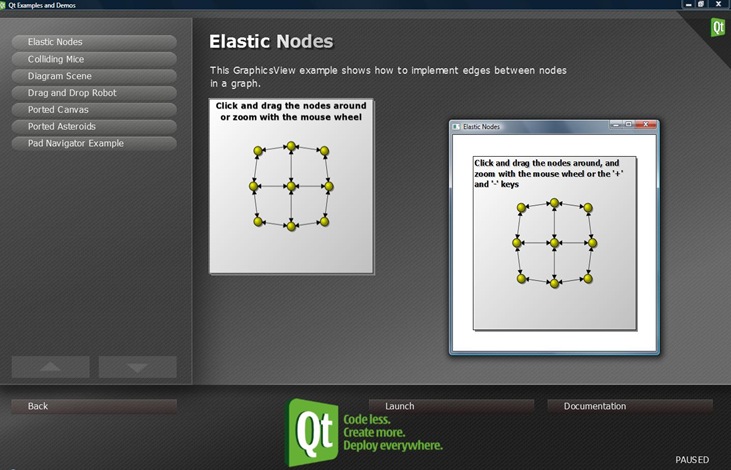 Qt Examples and Demos
Elastic Nodes
Colliding Mice
Diagram Scene
Drag and Drop Robot
Ported Canvas
Ported Asteroids
Pad Navigator Example
Elastic Nodes
This GraphicsView example shows how to implement edges between nodes
in a graph.
Click and drag the nodes around
or zoom with the mouse wheel
Elastic Nodes
Click and drag the nodes around, and
zoom with the mouse wheel or the '+'
and '-' keys
Qt
Back
Launch
Documentation
Qt
Code less.
Create more.
Deploy everywhere.
PAUSED